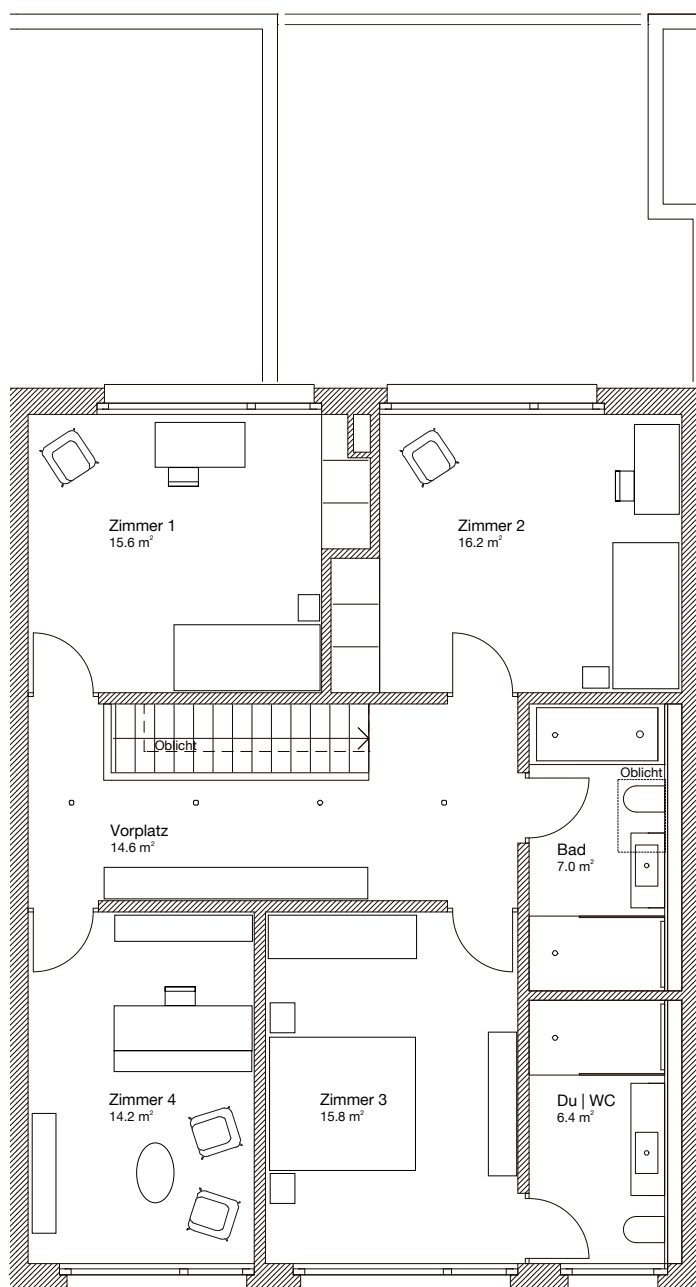 Zimmer 1
15.6 m²
Zimmer 2
16.2 m²
Oblicht
Oblicht
Vorplatz
14.6 m²
Bad
7.0 m²
Zimmer 4
14.2 m²
Zimmer 3
15.8 m²
Du | WC
6.4 m²